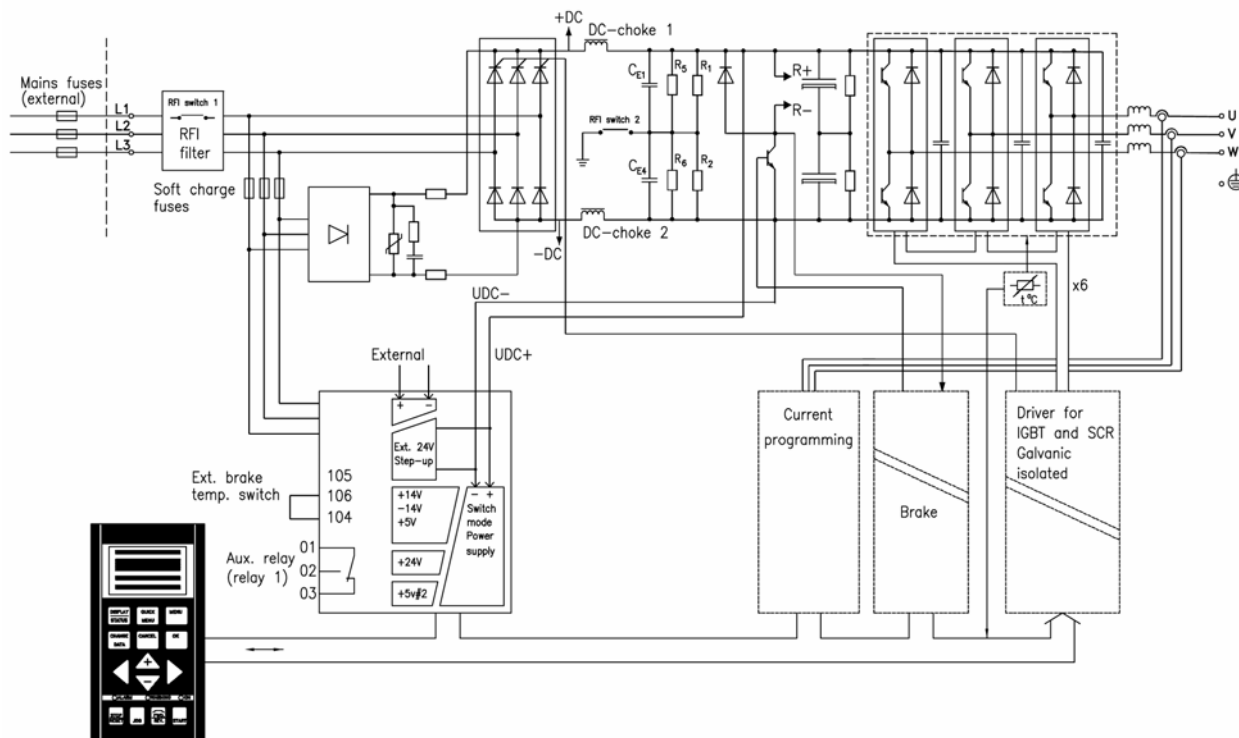 +DC
DC-choke 1
Mains fuses
(external)
L1
L2
L3
RFI switch 1
RFI
filter
CE1
R5
R1
R+
R-
RFI switch 2
CE4
R6
R2
U
V
W
Soft charge
fuses
DC-choke 2
-DC
t°C
x6
UDC-
UDC+
External
+ -
Ext. 24V
Step-up
105
106
104
Ext. brake
temp. switch
+14V
-14V
+5V
- +
Switch
mode
Power
supply
+24V
+5v#2
Aux. relay
(relay 1)
01
02
03
Current
programming
Brake
Driver for
IGBT and SCR
Galvanic
isolated
DISPLAY
STATUS
QUICK
MENU
MENU
CHANGE
DATA
CANCEL
OK
+
-
JOG
START